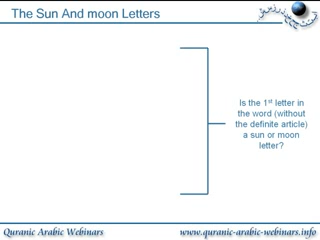 The Sun And moon Letters
Is the 1st letter in
the word (without
the definite article)
a sun or moon
letter?
Quranic Arabic Webinars
www.quranic-arabic-webinars.info